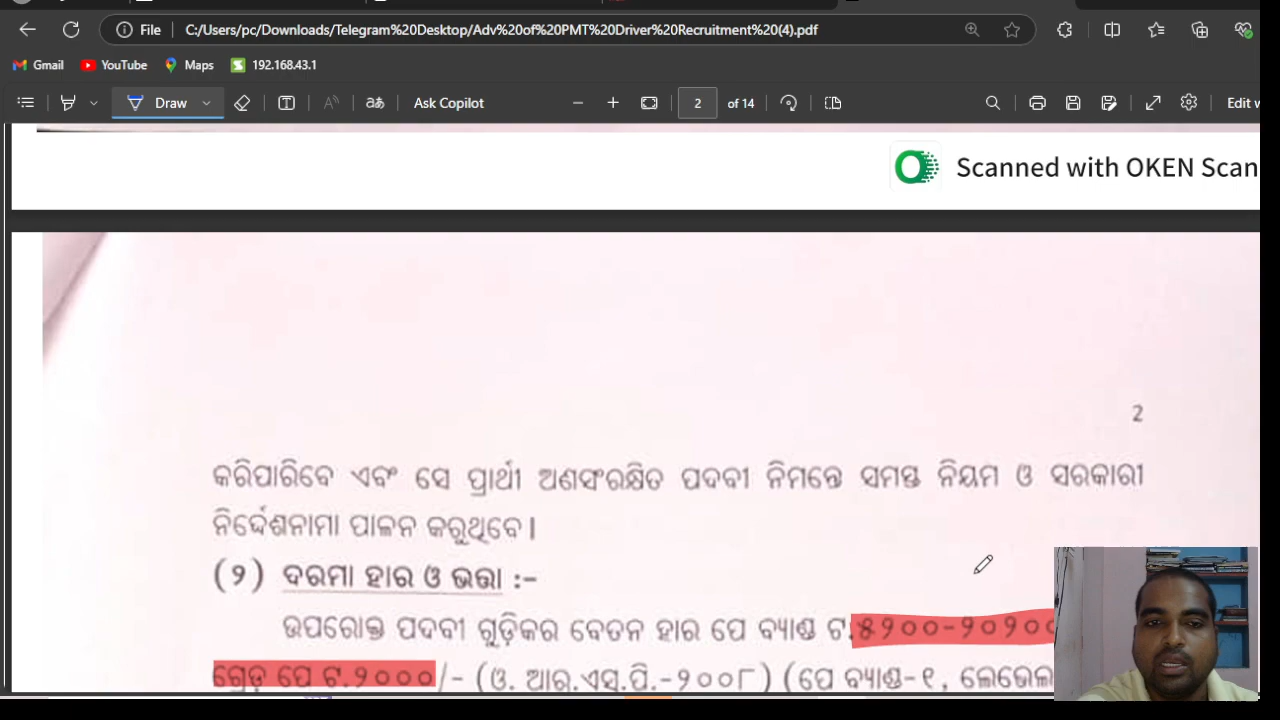 File C:/Users/pc/Downloads/Telegram%20Desktop/Adv%20of%20PMT%20Driver%20Recruitment%20(4).pdf
Gmail YouTube Maps S 192.168.43.1
Draw T A aあ Ask Copilot 2 of 14 Edit
Scanned with OKEN Scan
2
କରିପାରିବେ ଏବଂ ସେ ପ୍ରାର୍ଥୀ ଅଣସଂରକ୍ଷିତ ପଦବୀ ନିମନ୍ତେ ସମସ୍ତ ନିୟମ ଓ ସରକାରୀ
ନିର୍ଦ୍ଦେଶନାମା ପାଳନ କରୁଥିବେ।
(୨) ଦରମା ହାର ଓ ଭତ୍ତା :-
ଉପରୋକ୍ତ ପଦବୀ ଗୁଡ଼ିକର ବେତନ ହାର ପେ ବ୍ୟାଣ୍ଡ ଟ.୫୨୦୦-୨୦୨୦୦
ଗ୍ରେଡ଼ ପେ ଟ.୨୦୦୦/- (ଓ. ଆର.ଏସ୍.ପି.-୨୦୦୮) (ପେ ବ୍ୟାଣ୍ଡ-୧, ଲେଭେଲ